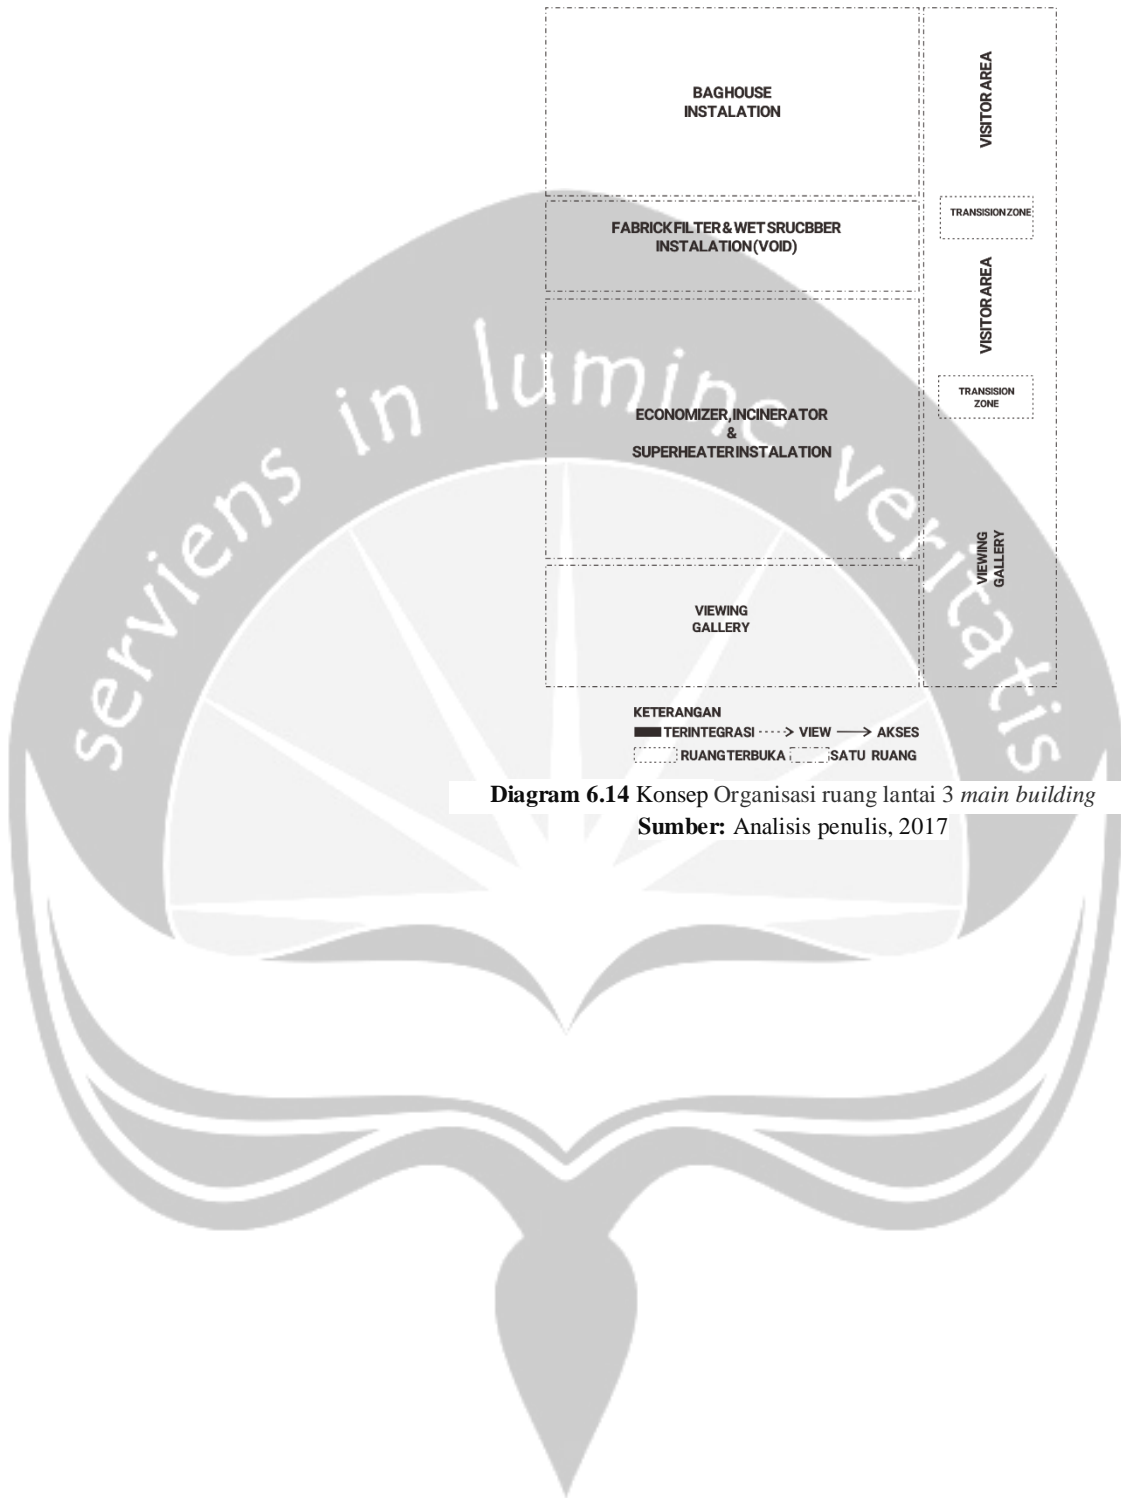 BAGHOUSE
INSTALATION
VISITOR AREA
TRANSISION ZONE
FABRICK FILTER & WET SRUCBBER
INSTALATION (VOID)
VISITOR AREA
TRANSISION
ZONE
ECONOMIZER, INCINERATOR
&
SUPERHEATER INSTALATION
VIEWING
GALLERY
VIEWING
GALLERY
KETERANGAN
TERINTEGRASI VIEW AKSES
RUANG TERBUKA SATU RUANG
Diagram 6.14 Konsep Organisasi ruang lantai 3 main building
Sumber: Analisis penulis, 2017
serviens in lumine veritatis